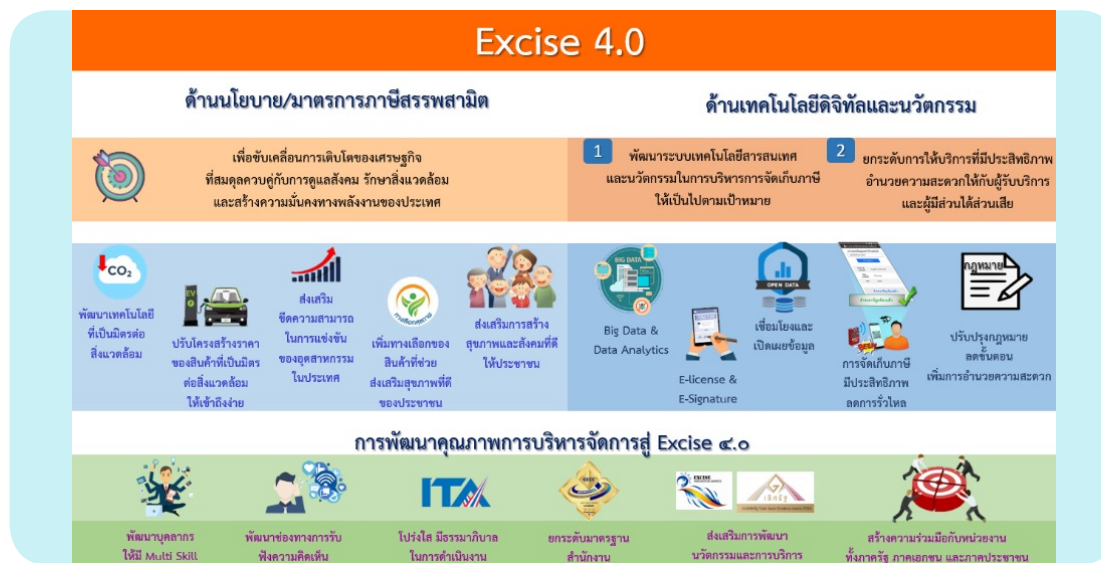 Excise 4.0
ด้านนโยบาย/มาตรการภาษีสรรพสามิต
ด้านเทคโนโลยีดิจิทัลและนวัตกรรม
เพื่อขับเคลื่อนการเติบโตของเศรษฐกิจ
ที่สมดุลควบคู่กับการดูแลสังคม รักษาสิ่งแวดล้อม
และสร้างความมั่นคงทางพลังงานของประเทศ
1
พัฒนาระบบเทคโนโลยีสารสนเทศ
และนวัตกรรมในการบริหารการจัดเก็บภาษี
ให้เป็นไปตามเป้าหมาย
2
ยกระดับการให้บริการที่มีประสิทธิภาพ
อำนวยความสะดวกให้กับผู้รับบริการ
และผู้มีส่วนได้ส่วนเสีย
CO₂
พัฒนาเทคโนโลยี
ที่เป็นมิตรต่อ
สิ่งแวดล้อม
EV
ปรับโครงสร้างราคา
ของสินค้าที่เป็นมิตร
ต่อสิ่งแวดล้อม
ให้เข้าถึงง่าย
ส่งเสริม
ขีดความสามารถ
ในการแข่งขัน
ของอุตสาหกรรม
ในประเทศ
ทางเลือกสุขภาพ
เพิ่มทางเลือกของ
สินค้าที่ช่วย
ส่งเสริมสุขภาพที่ดี
ของประชาชน
ส่งเสริมการสร้าง
สุขภาพและสังคมที่ดี
ให้ประชาชน
BIG DATA
Big Data &
Data Analytics
E-license &
E-Signature
OPEN DATA
เชื่อมโยงและ
เปิดเผยข้อมูล
BEER
การจัดเก็บภาษี
มีประสิทธิภาพ
ลดการรั่วไหล
กฎหมาย
ปรับปรุงกฎหมาย
ลดขั้นตอน
เพิ่มการอำนวยความสะดวก
การพัฒนาคุณภาพการบริหารจัดการสู่ Excise ๔.๐
พัฒนาบุคลากร
ให้มี Multi Skill
พัฒนาช่องทางการรับ
ฟังความคิดเห็น
ITA
โปร่งใส มีธรรมาภิบาล
ในการดำเนินงาน
ยกระดับมาตรฐาน
สำนักงาน
EXCISE
เลิศรัฐ
ส่งเสริมการพัฒนา
นวัตกรรมและการบริการ
สร้างความร่วมมือกับหน่วยงาน
ทั้งภาครัฐ ภาคเอกชน และภาคประชาชน